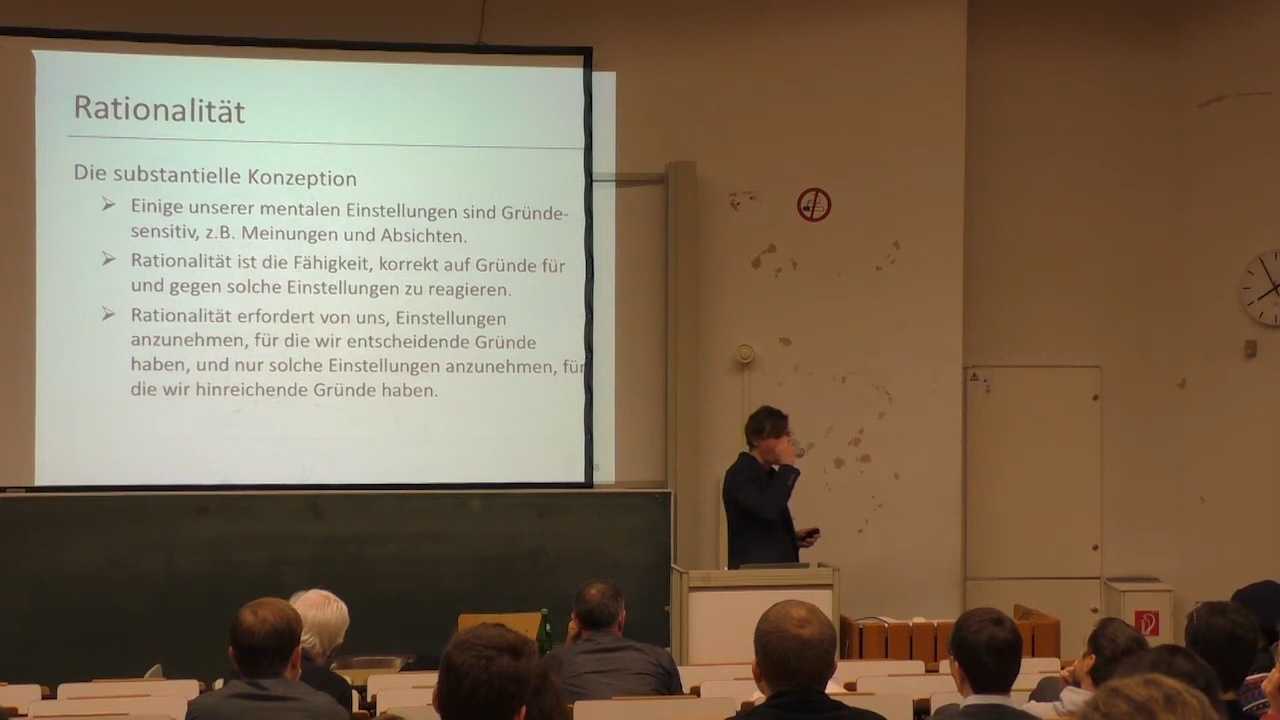 Rationalität
Die substantielle Konzeption
Einige unserer mentalen Einstellungen sind Gründe-
sensitiv, z.B. Meinungen und Absichten.
Rationalität ist die Fähigkeit, korrekt auf Gründe für
und gegen solche Einstellungen zu reagieren.
Rationalität erfordert von uns, Einstellungen
anzunehmen, für die wir entscheidende Gründe
haben, und nur solche Einstellungen anzunehmen, für
die wir hinreichende Gründe haben.
8